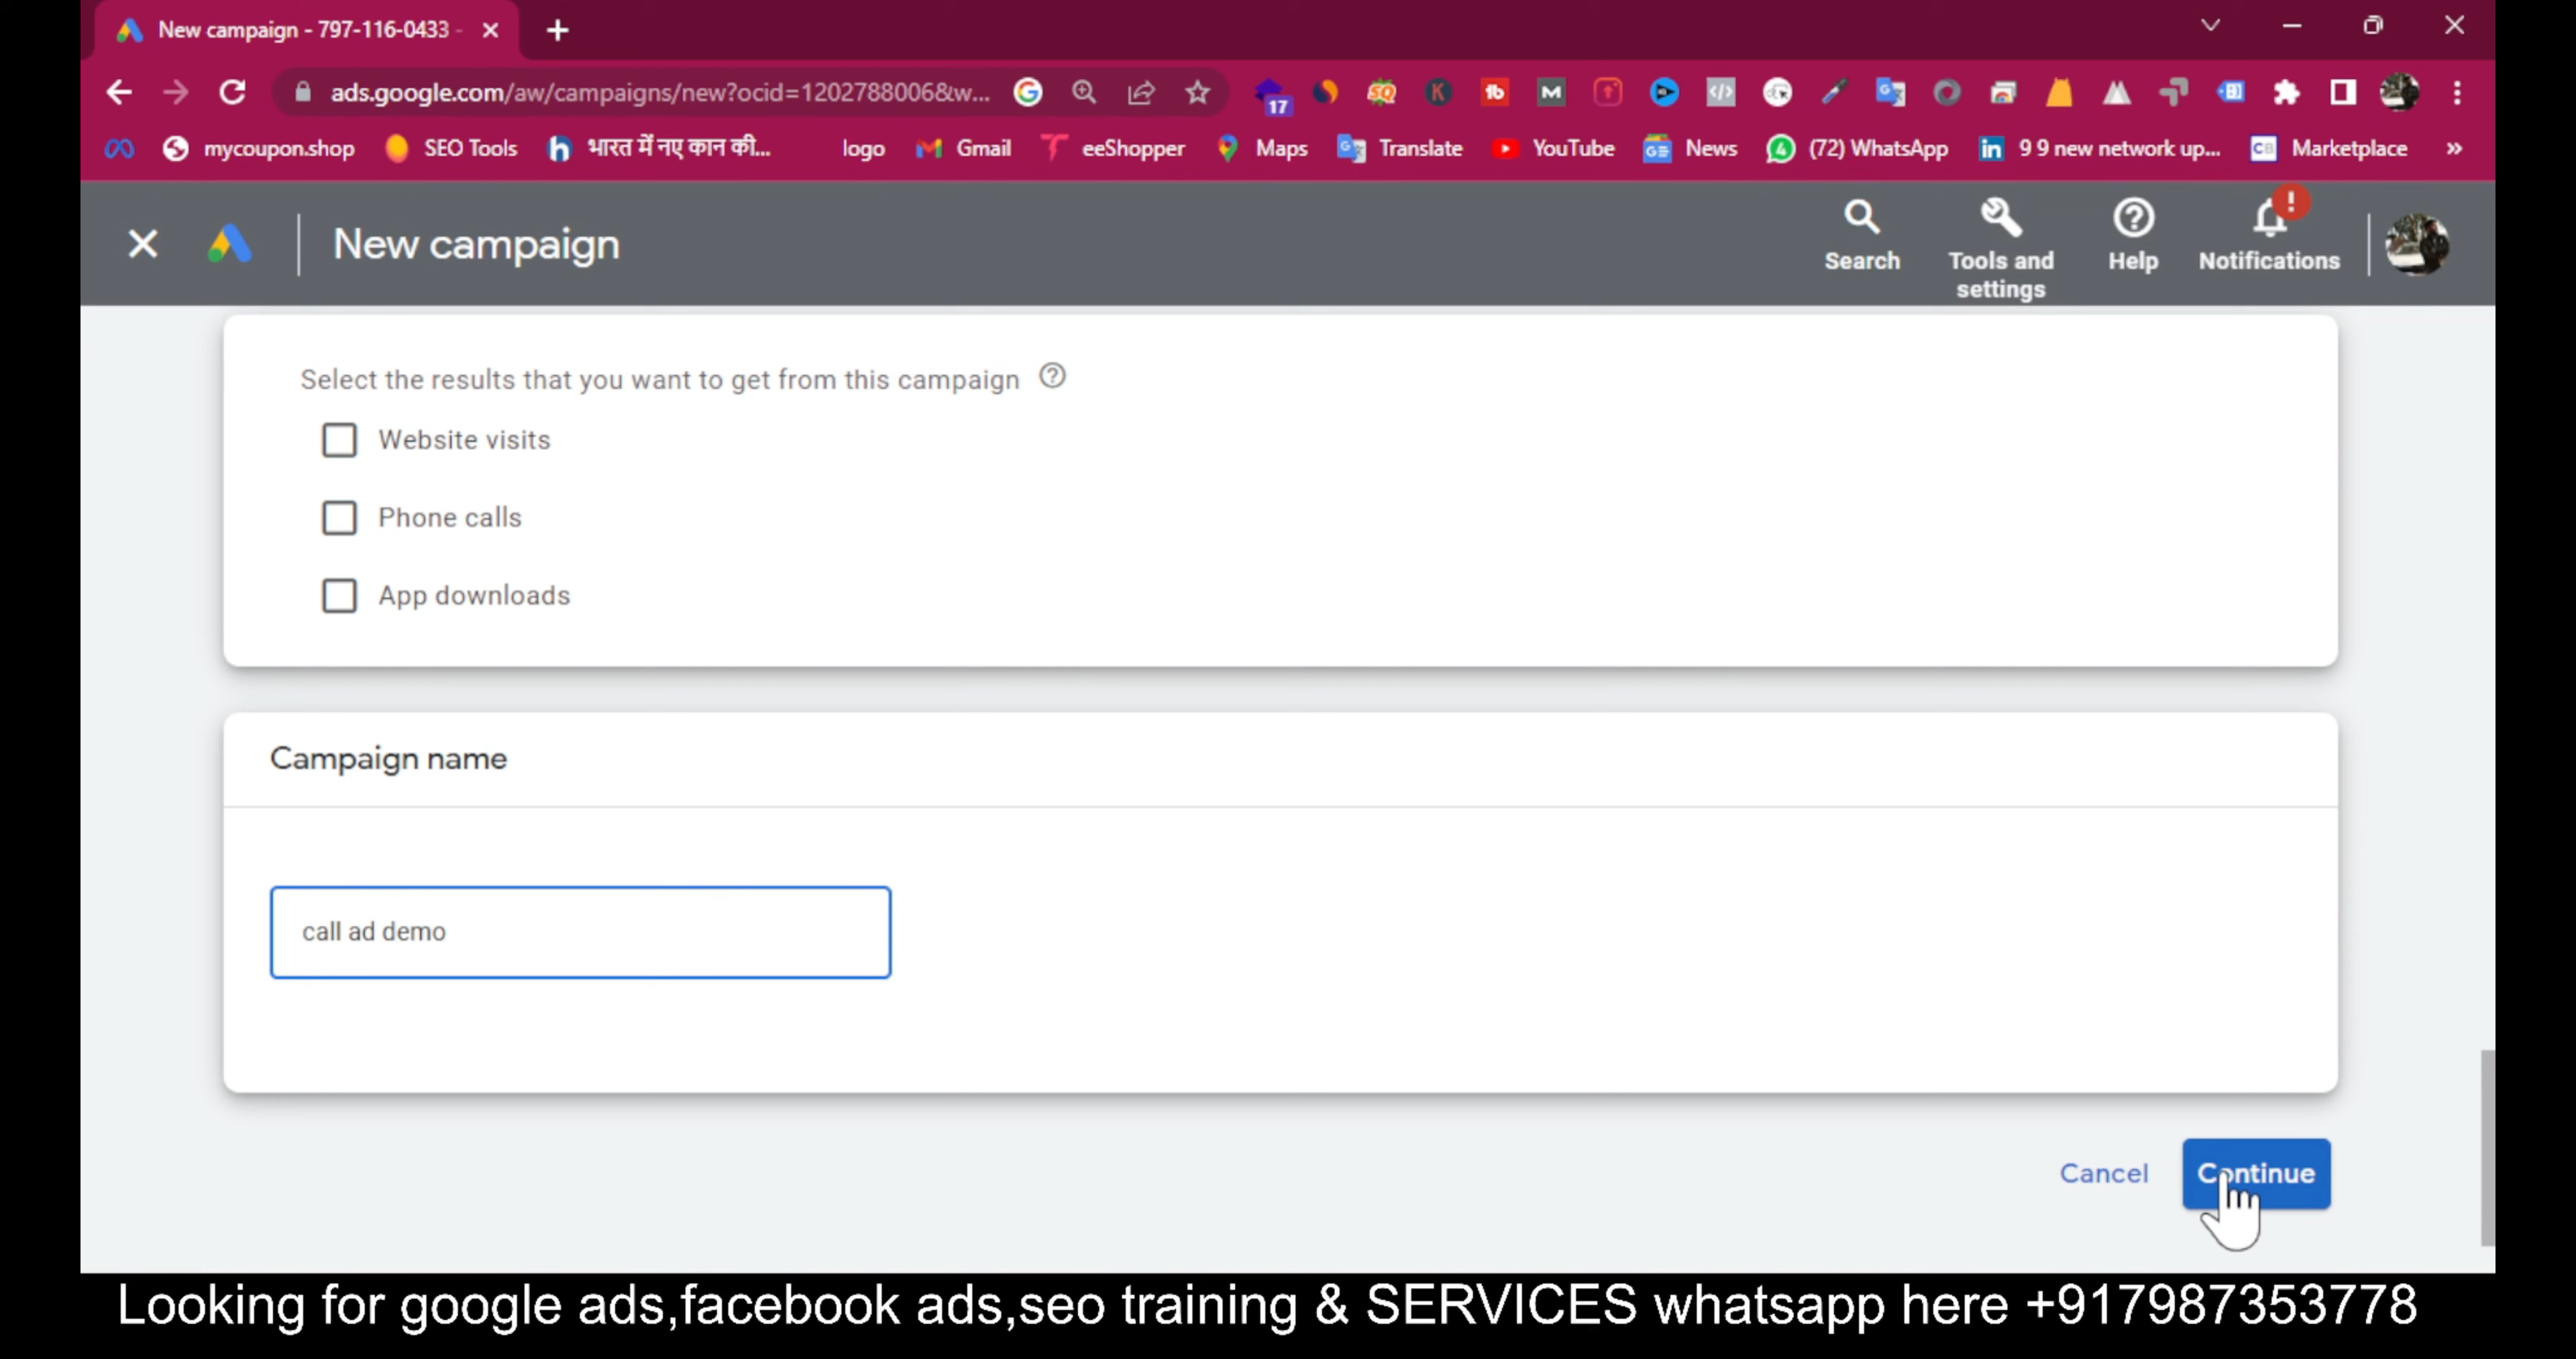 New campaign - 797-116-0433 -
ads.google.com/aw/campaigns/new?ocid=1202788006&w...
17
mycoupon.shop
SEO Tools
भारत में नए कान की...
logo
Gmail
eeShopper
Maps
Translate
YouTube
News
(72) WhatsApp
9 9 new network up...
Marketplace
New campaign
Search
Tools and
settings
Help
Notifications
Select the results that you want to get from this campaign
Website visits
Phone calls
App downloads
Campaign name
call ad demo
Cancel
Continue
Looking for google ads,facebook ads,seo training & SERVICES whatsapp here +917987353778